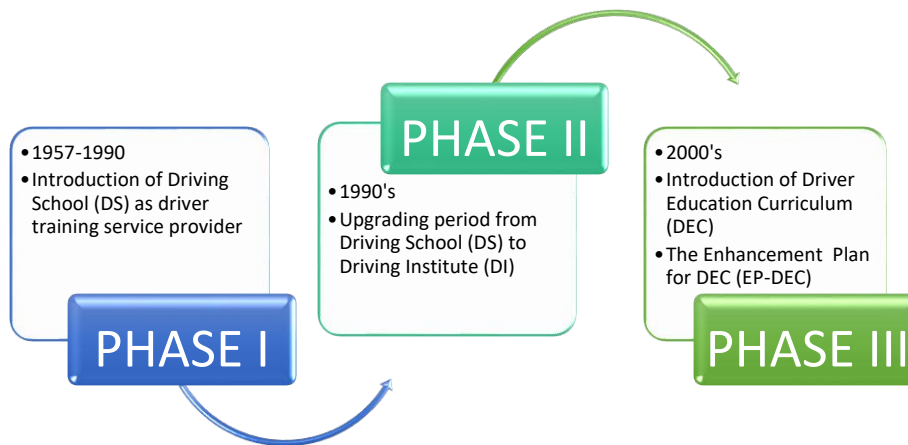 • 1957-1990
• Introduction of Driving
School (DS) as driver
training service provider
PHASE I
PHASE II
• 1990's
• Upgrading period from
Driving School (DS) to
Driving Institute (DI)
• 2000's
• Introduction of Driver
Education Curriculum
(DEC)
• The Enhancement Plan
for DEC (EP-DEC)
PHASE III